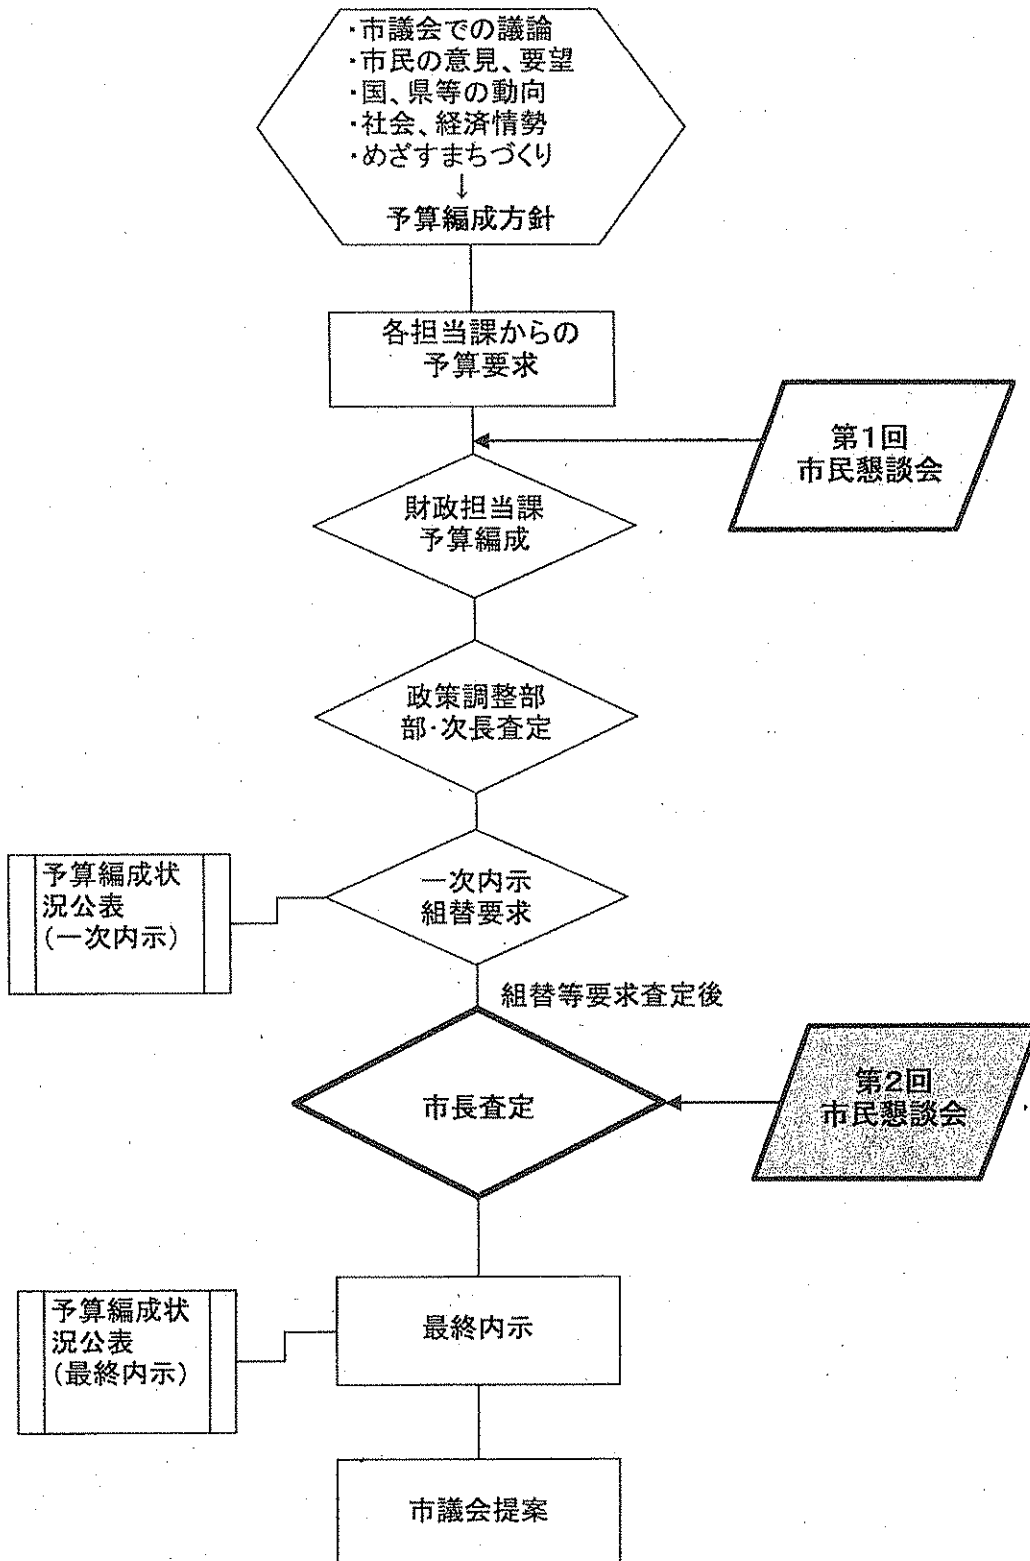 ・市議会での議論
・市民の意見、要望
・国、県等の動向
・社会、経済情勢
・めざすまちづくり
↓
予算編成方針
各担当課からの
予算要求
第1回
市民懇談会
財政担当課
予算編成
政策調整部
部・次長査定
予算編成状
況公表
(一次内示)
一次内示
組替要求
組替等要求査定後
市長査定
第2回
市民懇談会
予算編成状
況公表
(最終内示)
最終内示
市議会提案